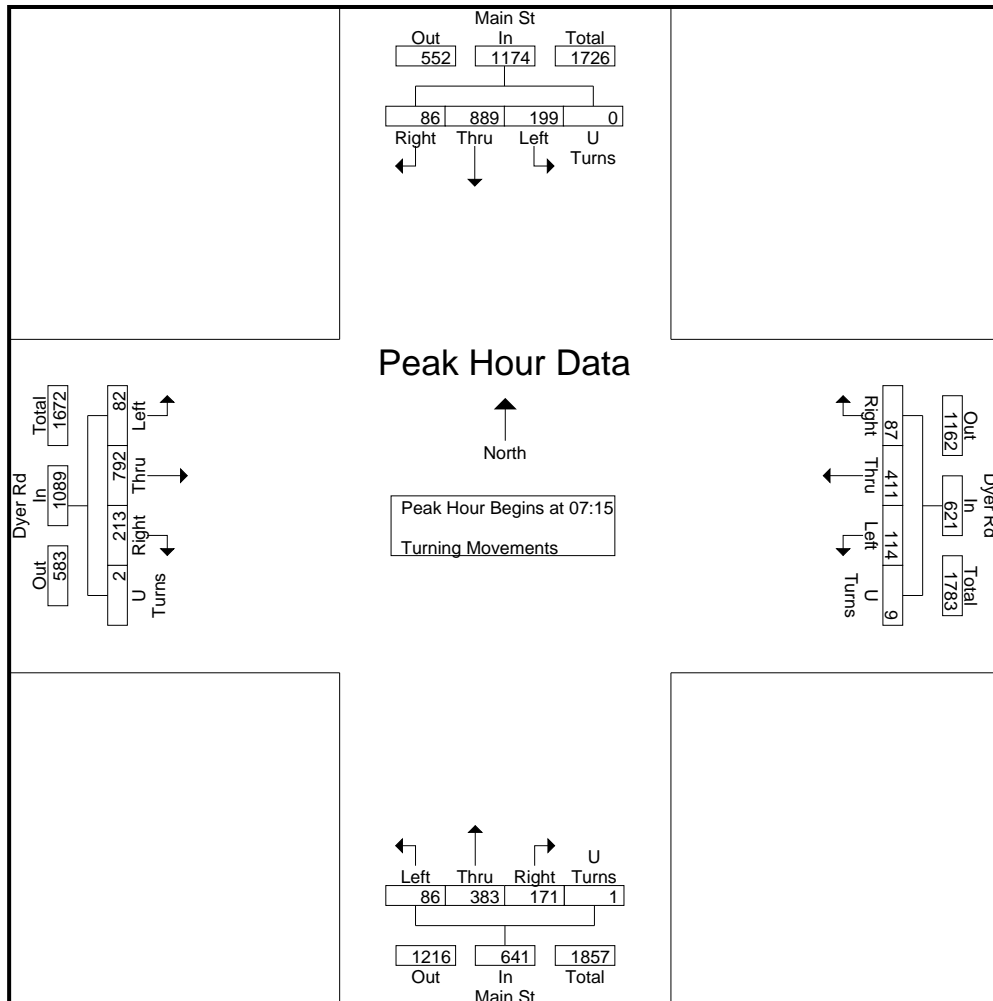 Main St
Out In Total
552 1174 1726
86 889 199 0
Right Thru Left U
Turns
Peak Hour Data
North
Peak Hour Begins at 07:15
Turning Movements
Dyer Rd
Total In Out
1672 1089 583
82 792 213 2
Left Thru Right U
Turns
Dyer Rd
Out In Total
1162 621 1783
87 411 114 9
Right Thru Left U
Turns
U
Left Thru Right Turns
86 383 171 1
1216 641 1857
Out In Total
Main St